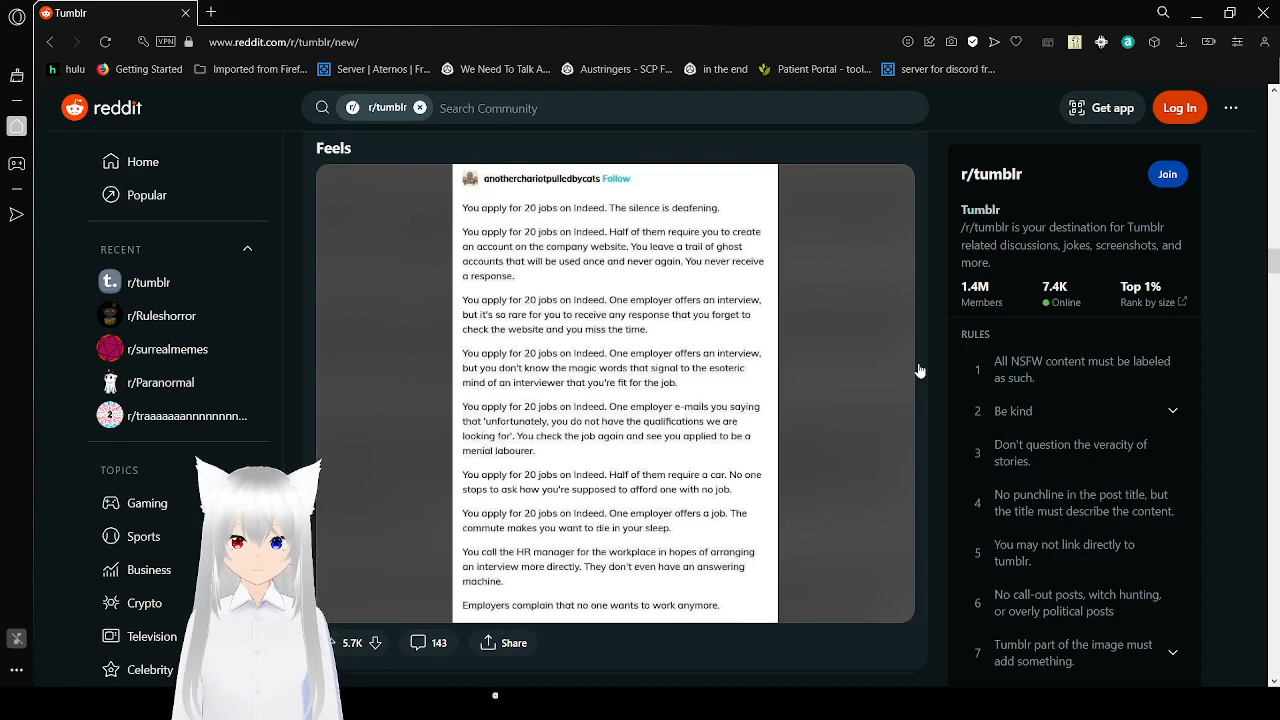 Tumblr
VPN
www.reddit.com/r/tumblr/new/
h hulu
Getting Started
Imported from Firef...
Server | Aternos | Fr...
We Need To Talk A...
Austringers - SCP F...
in the end
Patient Portal - tool...
server for discord fr...
reddit
r/ r/tumblr
Search Community
Get app
Log In
Home
Popular
RECENT
r/tumblr
r/Ruleshorror
r/surrealmemes
r/Paranormal
r/traaaaaaannnnnnnn...
TOPICS
Gaming
Sports
Business
Crypto
Television
Celebrity
Feels
anotherchariotpulledbycats Follow
You apply for 20 jobs on Indeed. The silence is deafening.
You apply for 20 jobs on Indeed. Half of them require you to create
an account on the company website. You leave a trail of ghost
accounts that will be used once and never again. You never receive
a response.
You apply for 20 jobs on Indeed. One employer offers an interview,
but it's so rare for you to receive any response that you forget to
check the website and you miss the time.
You apply for 20 jobs on Indeed. One employer offers an interview,
but you don't know the magic words that signal to the esoteric
mind of an interviewer that you're fit for the job.
You apply for 20 jobs on Indeed. One employer e-mails you saying
that 'unfortunately, you do not have the qualifications we are
looking for'. You check the job again and see you applied to be a
menial labourer.
You apply for 20 jobs on Indeed. Half of them require a car. No one
stops to ask how you're supposed to afford one with no job.
You apply for 20 jobs on Indeed. One employer offers a job. The
commute makes you want to die in your sleep.
You call the HR manager for the workplace in hopes of arranging
an interview more directly. They don't even have an answering
machine.
Employers complain that no one wants to work anymore.
5.7K
143
Share
r/tumblr
Join
Tumblr
/r/tumblr is your destination for Tumblr
related discussions, jokes, screenshots, and
more.
1.4M 7.4K Top 1%
Members Online Rank by size
RULES
1 All NSFW content must be labeled
as such.
2 Be kind
3 Don't question the veracity of
stories.
4 No punchline in the post title, but
the title must describe the content.
5 You may not link directly to
tumblr.
6 No call-out posts, witch hunting,
or overly political posts
7 Tumblr part of the image must
add something.